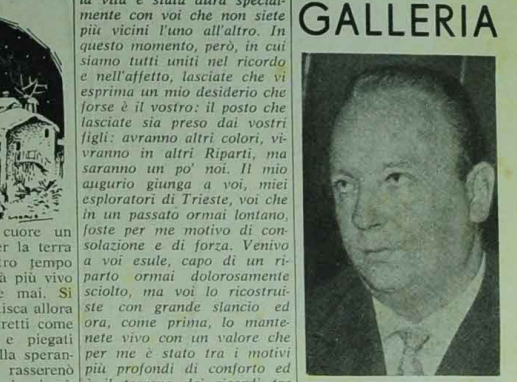 cuore un
er la terra
tro tempo
à più vivo
e mai. Si
isca allora
retti come
e piegati
lla speran-
rasserenò
la vita è stata dura special-
mente con voi che non siete
più vicini l'uno all'altro. In
questo momento, però, in cui
siamo tutti uniti nel ricordo
e nell'affetto, lasciate che vi
esprima un mio desiderio che
forse è il vostro: il posto che
lasciate sia preso dai vostri
figli: avranno altri colori, vi-
vranno in altri Riparti, ma
saranno un po' noi. Il mio
augurio giunga a voi, miei
esploratori di Trieste, voi che
in un passato ormai lontano,
foste per me motivo di con-
solazione e di forza. Venivo
a voi esule, capo di un ri-
parto ormai dolorosamente
sciolto, ma voi lo ricostrui-
ste con grande slancio ed
ora, come prima, lo mante-
nete vivo con un valore che
per me è stato tra i motivi
più profondi di conforto ed
GALLERIA